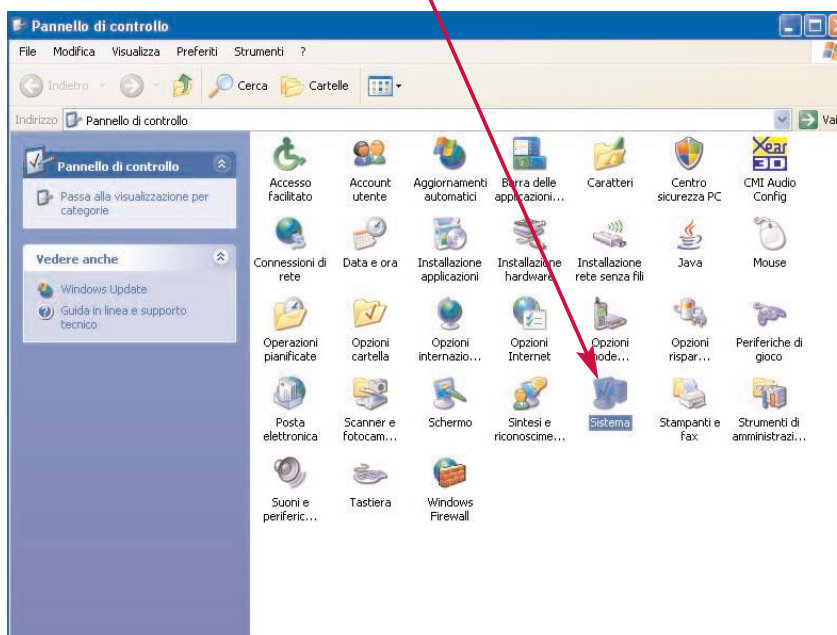 Pannello di controllo
File Modifica Visualizza Preferiti Strumenti ?
Indietro Cerca Cartelle
Indirizzo Pannello di controllo Vai
Pannello di controllo
Passa alla visualizzazione per
categorie
Vedere anche
Windows Update
Guida in linea e supporto
tecnico
Accesso
facilitato
Account
utente
Aggiornamenti
automatici
Barra delle
applicazioni...
Caratteri
Centro
sicurezza PC
Xear
3D
CMI Audio
Config
Connessioni di
rete
Data e ora
Installazione
applicazioni
Installazione
hardware
Installazione
rete senza fili
Java
Mouse
Operazioni
pianificate
Opzioni
cartella
Opzioni
internazio...
Opzioni
Internet
Opzioni
mode...
Opzioni
rispar...
Periferiche di
gioco
Posta
elettronica
Scanner e
fotocam...
Schermo
Sintesi e
riconoscime...
Sistema
Stampanti e
fax
Strumenti di
amministrazi...
Suoni e
periferic...
Tastiera
Windows
Firewall